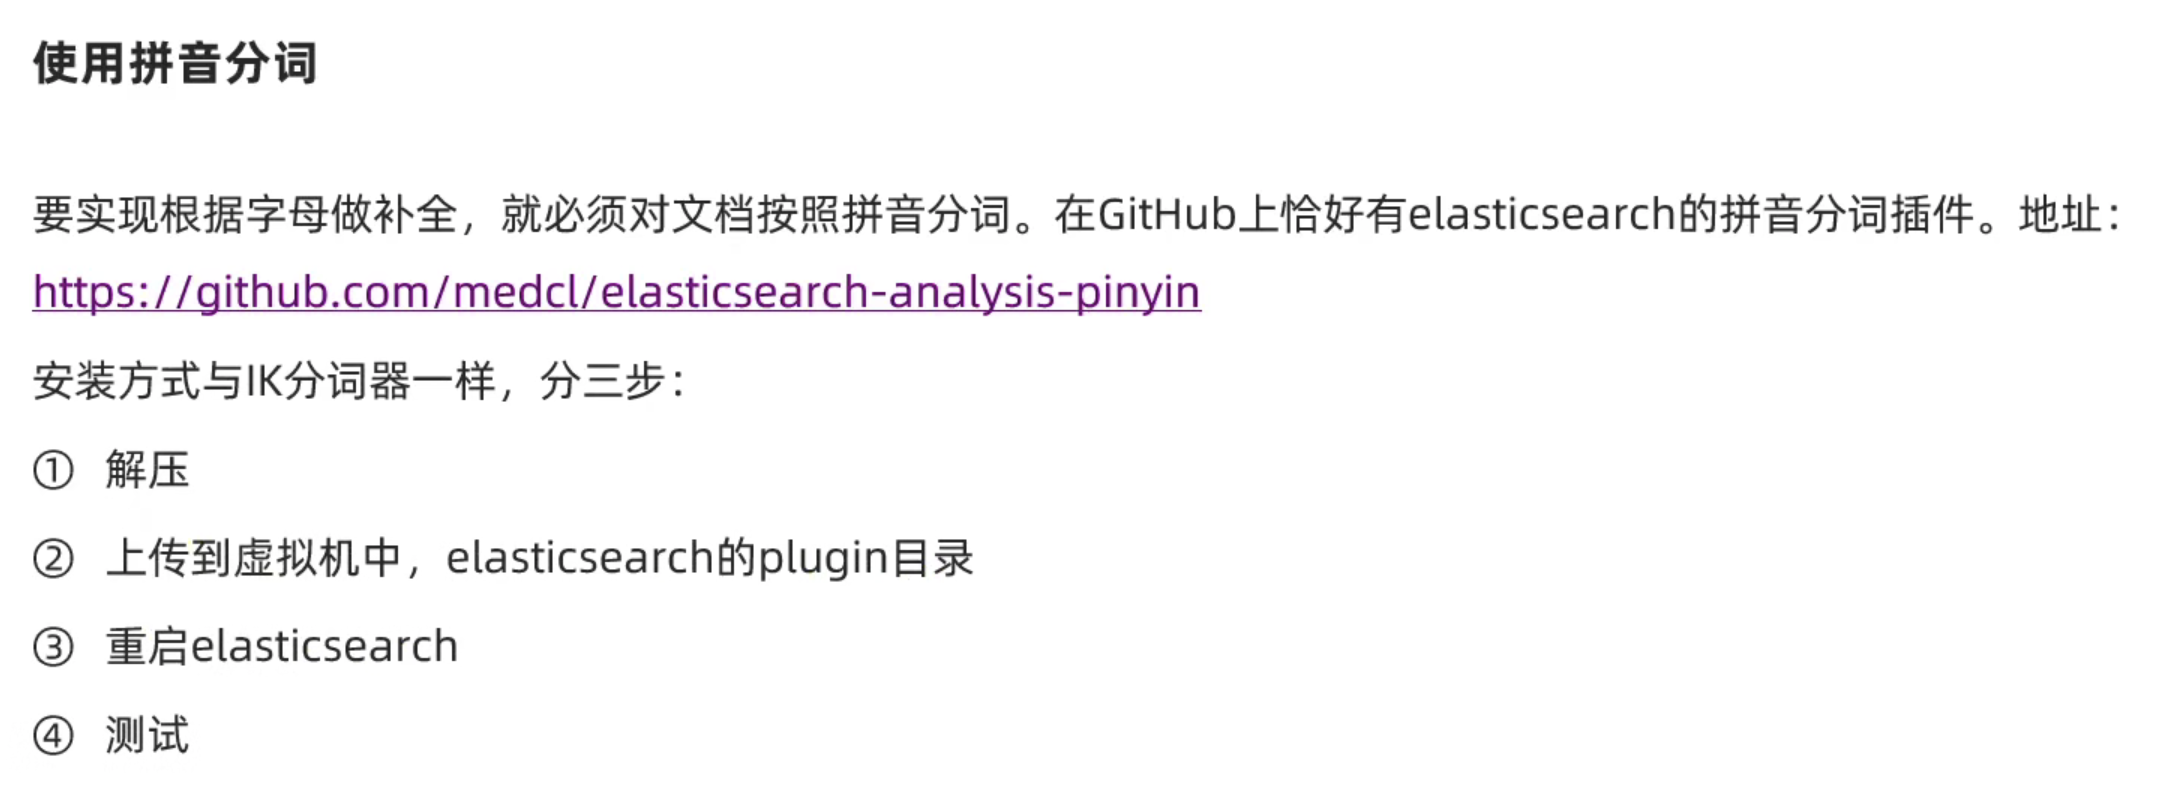 使用拼音分词
要实现根据字母做补全，就必须对文档按照拼音分词。在GitHub上恰好有elasticsearch的拼音分词插件。地址：
https://github.com/medcl/elasticsearch-analysis-pinyin
安装方式与IK分词器一样，分三步：
① 解压
② 上传到虚拟机中，elasticsearch的plugin目录
③ 重启elasticsearch
④ 测试